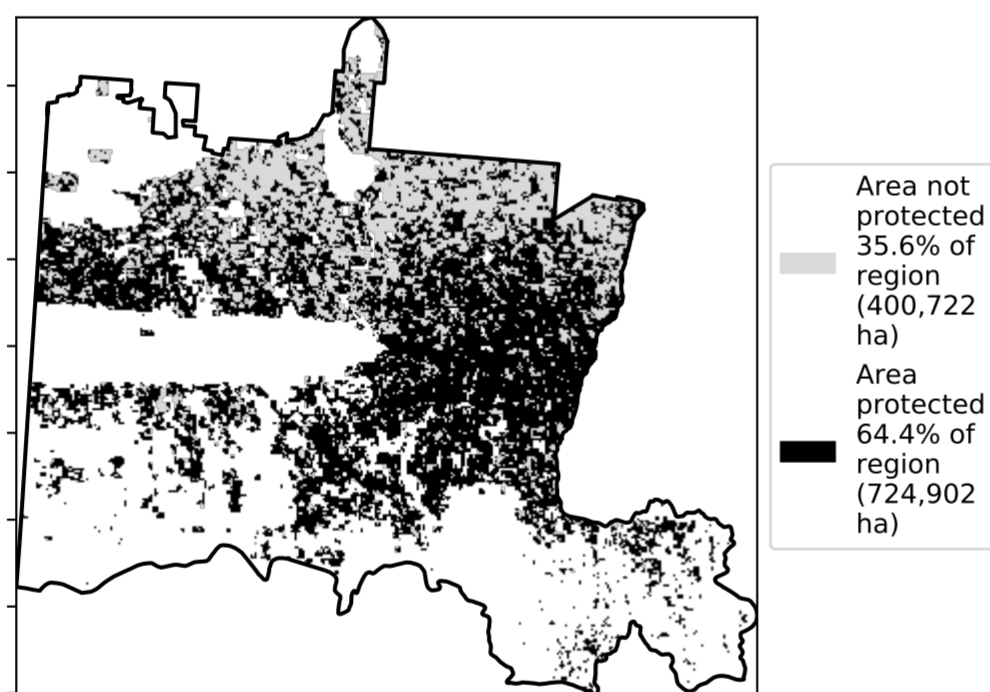 Area not
protected
35.6% of
region
(400,722
ha)
Area
protected
64.4% of
region
(724,902
ha)